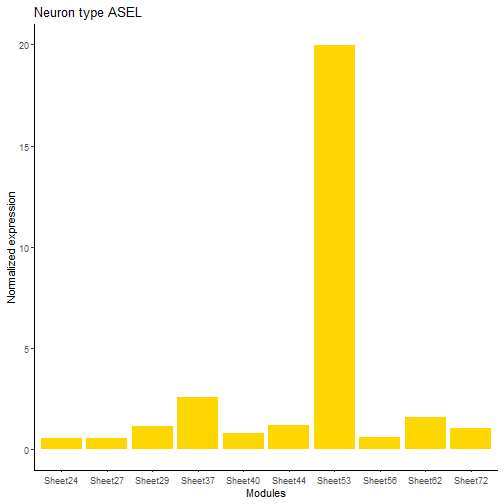 Neuron type ASEL
Normalized expression
20
15
10
5
0
Sheet24 Sheet27 Sheet29 Sheet37 Sheet40 Sheet44 Sheet53 Sheet56 Sheet62 Sheet72
Modules